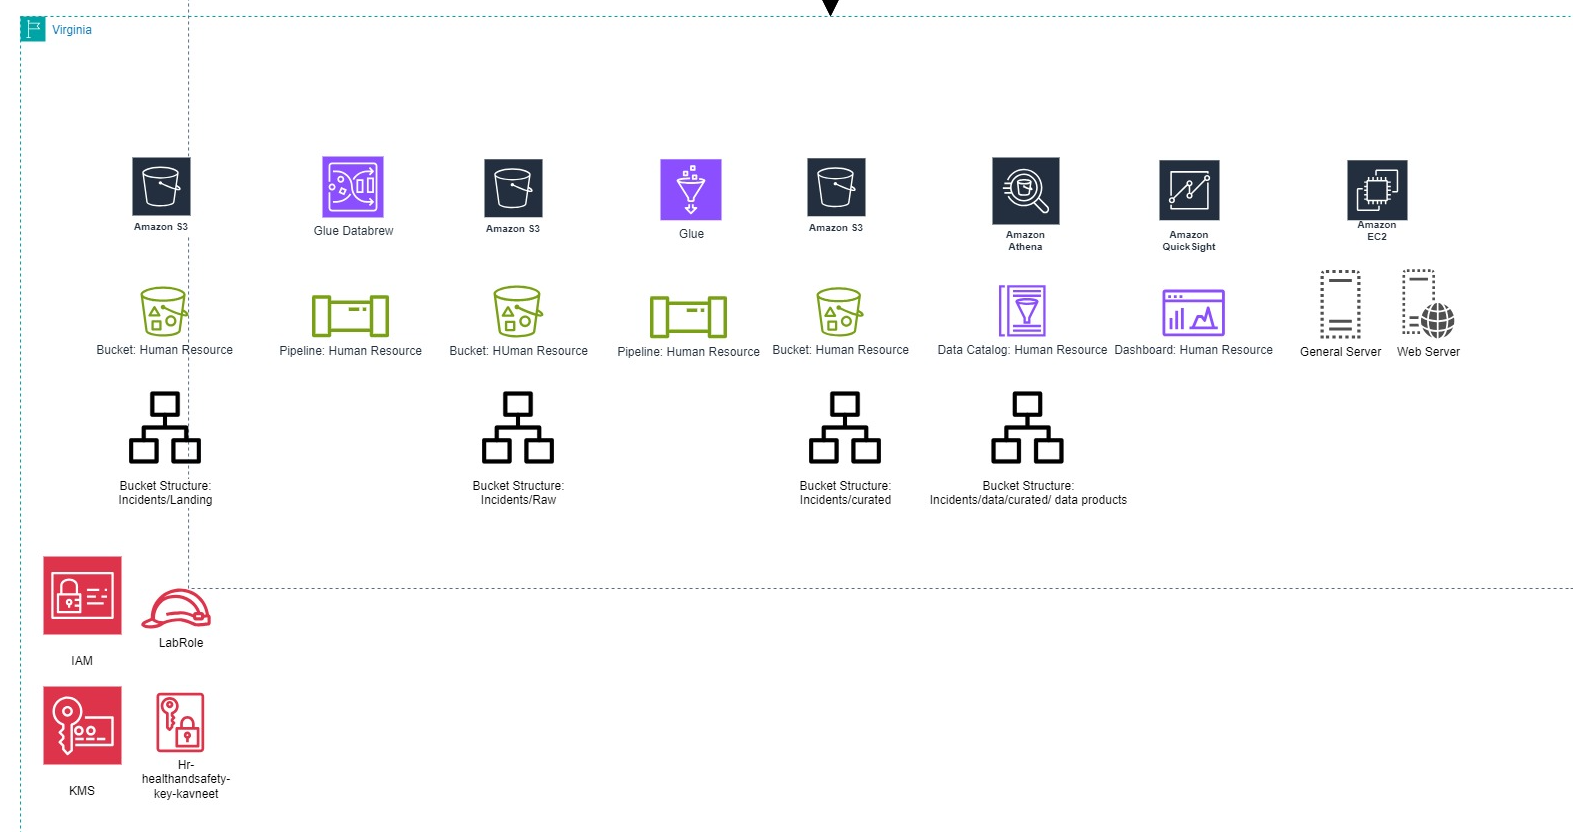 Virginia
Amazon S3
Glue Databrew
Amazon S3
Glue
Amazon S3
Amazon
Athena
Amazon
QuickSight
Amazon
EC2
Bucket: Human Resource
Pipeline: Human Resource
Bucket: HUman Resource
Pipeline: Human Resource
Bucket: Human Resource
Data Catalog: Human Resource
Dashboard: Human Resource
General Server
Web Server
Bucket Structure:
Incidents/Landing
Bucket Structure:
Incidents/Raw
Bucket Structure:
Incidents/curated
Bucket Structure:
Incidents/data/curated/ data products
IAM
LabRole
KMS
Hr-
healthandsafety-
key-kavneet